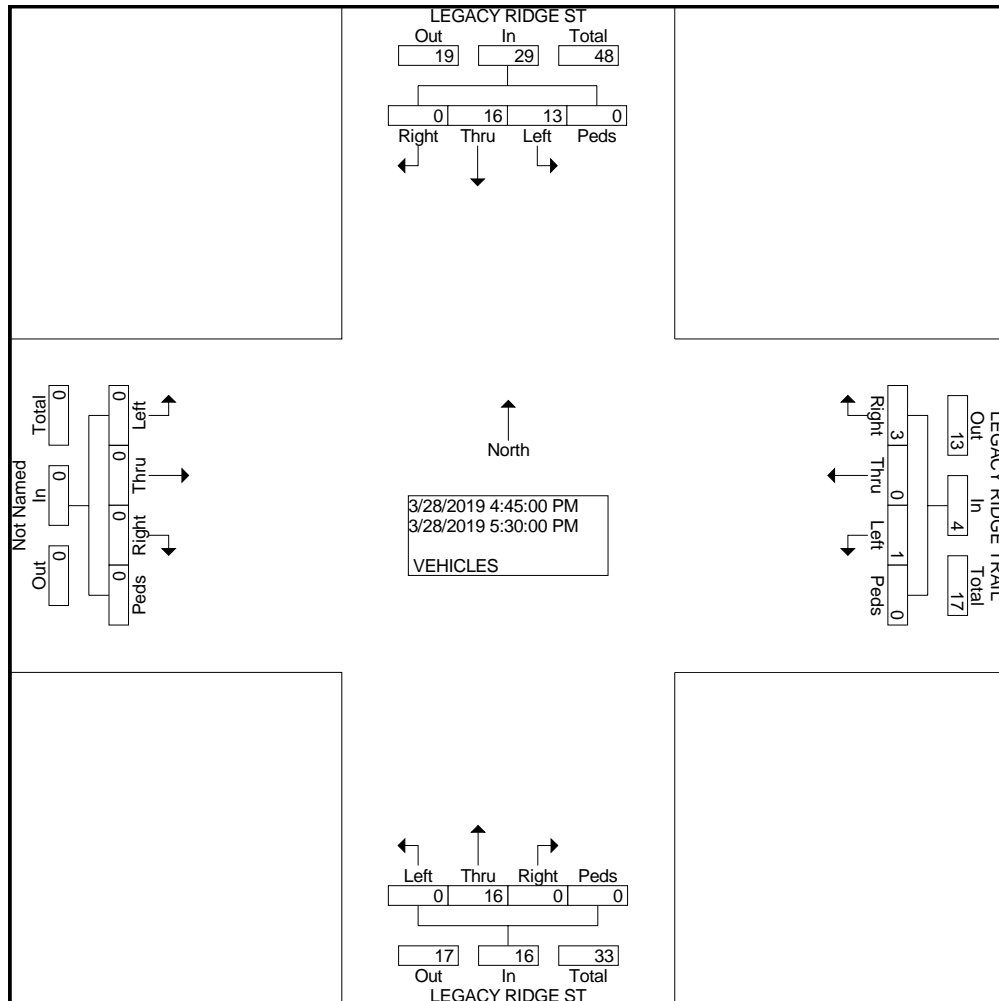 LEGACY RIDGE ST
Out In Total
19 29 48
0 16 13 0
Right Thru Left Peds
Not Named
Total In Out
0 0 0
0 0 0 0
Left Thru Right Peds
North
3/28/2019 4:45:00 PM
3/28/2019 5:30:00 PM
VEHICLES
LEGACY RIDGE TRAIL
Out In Total
13 4 17
3 0 1 0
Right Thru Left Peds
Left Thru Right Peds
0 16 0 0
17 16 33
Out In Total
LEGACY RIDGE ST